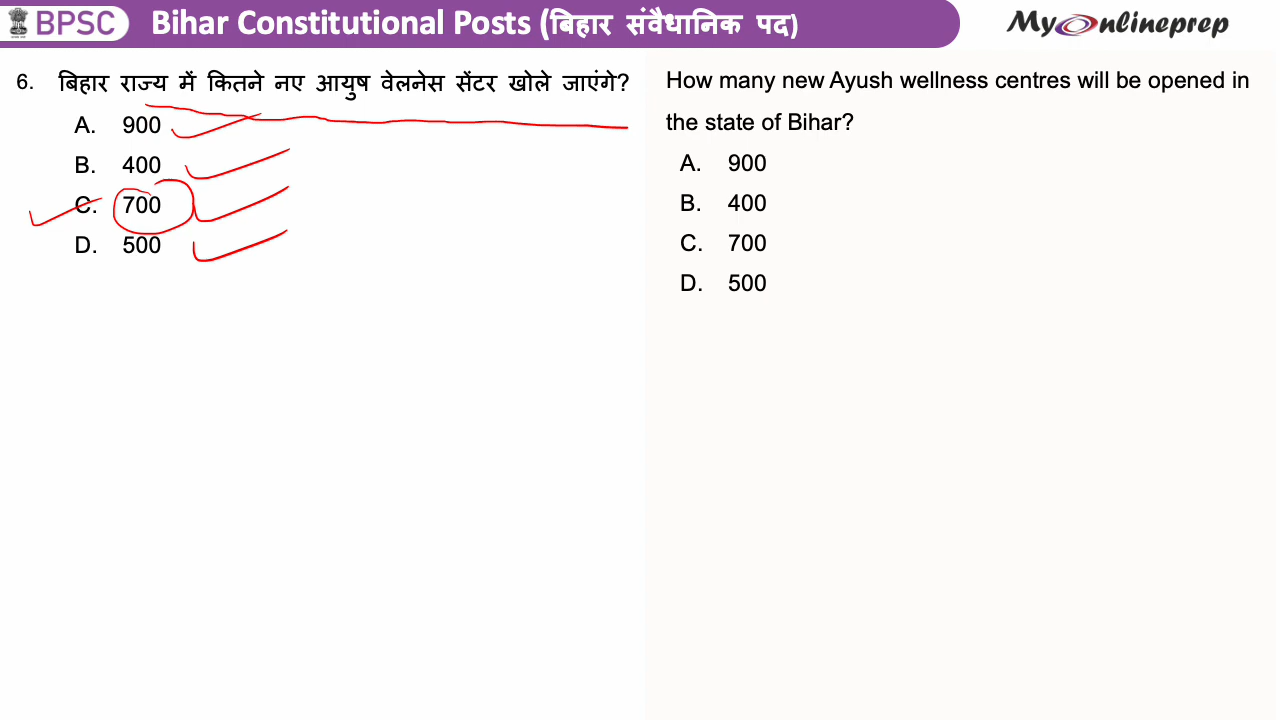 BPSC
Bihar Constitutional Posts (बिहार संवैधानिक पद)
MyOnlineprep
6. बिहार राज्य में कितने नए आयुष वेलनेस सेंटर खोले जाएंगे?
A. 900
B. 400
C. 700
D. 500
How many new Ayush wellness centres will be opened in
the state of Bihar?
A. 900
B. 400
C. 700
D. 500